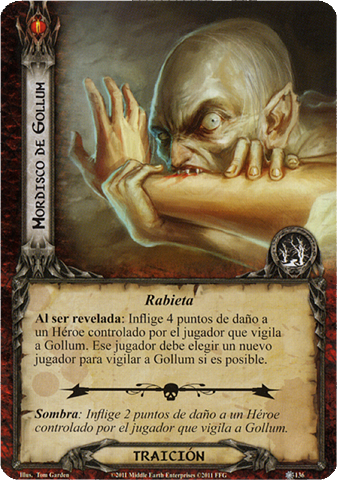 Mordisco de Gollum
Rabieta
Al ser revelada: Inflige 4 puntos de daño a
un Héroe controlado por el jugador que vigila
a Gollum. Ese jugador debe elegir un nuevo
jugador para vigilar a Gollum si es posible.
Sombra: Inflige 2 puntos de daño a un Héroe
controlado por el jugador que vigila a Gollum.
TRAICIÓN
Illus. Tom Garden ©2011 Middle Earth Enterprises ©2011 FFG 136